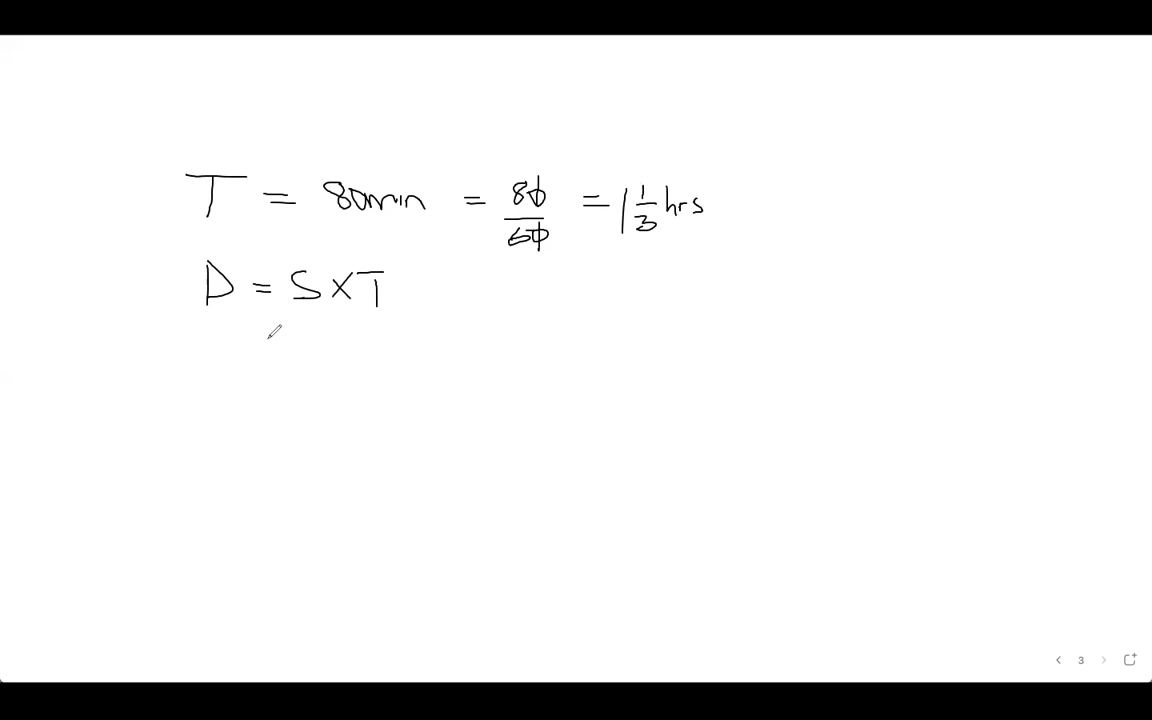 T = 80min = 80/60 = 1 1/3 hrs
D = S X T
3